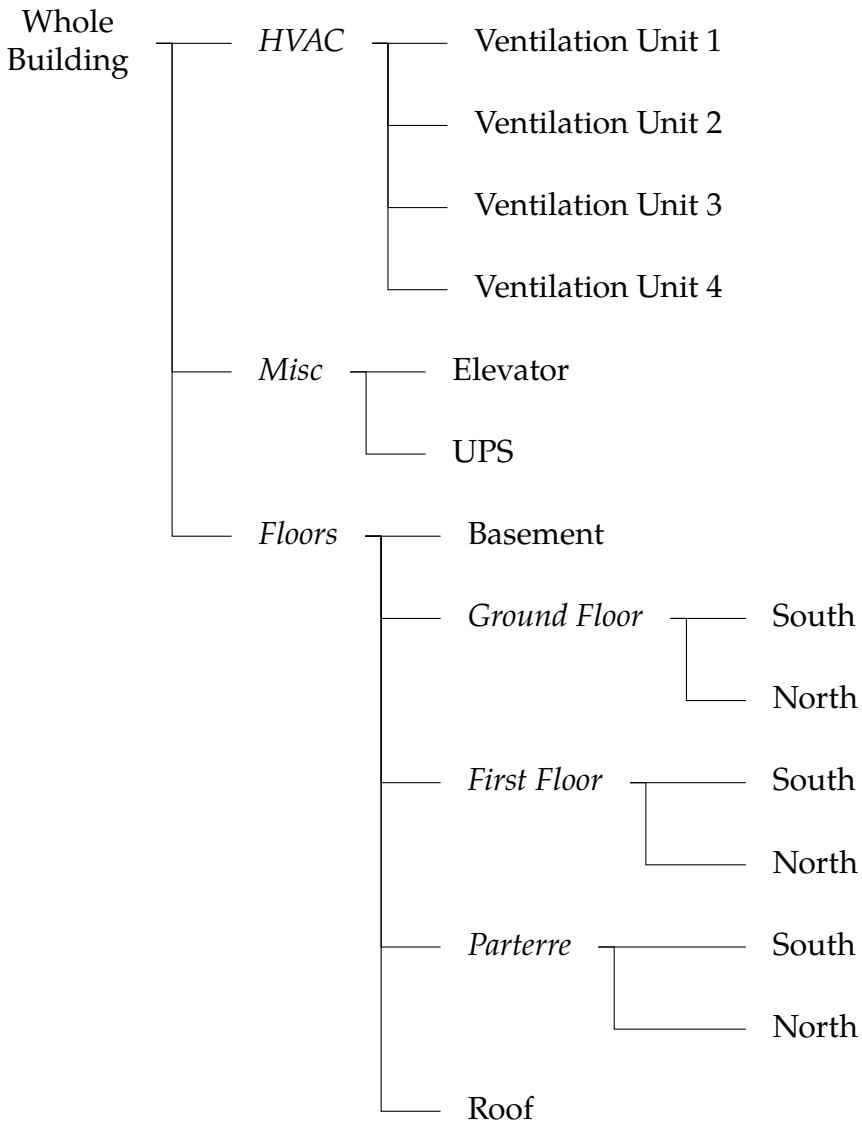 Whole
Building
HVAC
Ventilation Unit 1
Ventilation Unit 2
Ventilation Unit 3
Ventilation Unit 4
Misc
Elevator
UPS
Floors
Basement
Ground Floor
South
North
First Floor
South
North
Parterre
South
North
Roof